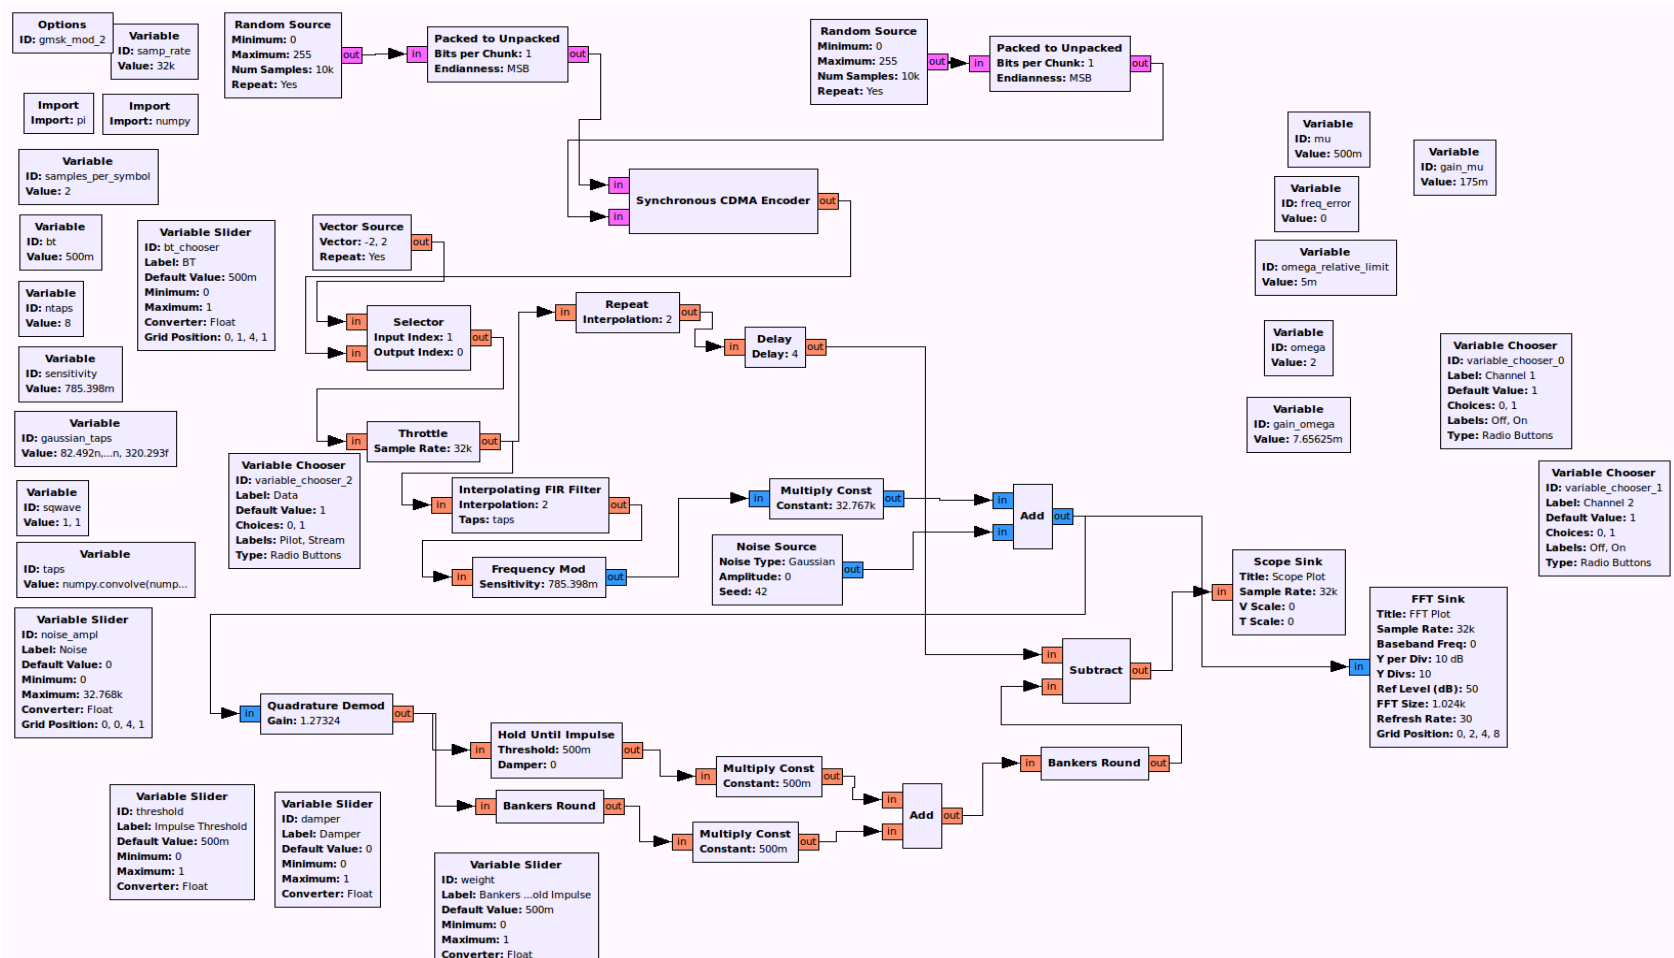 Options
ID: gmsk_mod_2
Variable
ID: samp_rate
Value: 32k
Random Source
Minimum: 0
Maximum: 255
Num Samples: 10k
Repeat: Yes
out
in
Packed to Unpacked
Bits per Chunk: 1
Endianness: MSB
out
Random Source
Minimum: 0
Maximum: 255
Num Samples: 10k
Repeat: Yes
out
in
Packed to Unpacked
Bits per Chunk: 1
Endianness: MSB
out
Import
Import: pi
Import
Import: numpy
Variable
ID: mu
Value: 500m
Variable
ID: gain_mu
Value: 175m
Variable
ID: samples_per_symbol
Value: 2
in
in
Synchronous CDMA Encoder
out
Variable
ID: freq_error
Value: 0
Variable
ID: bt
Value: 500m
Variable Slider
ID: bt_chooser
Label: BT
Default Value: 500m
Minimum: 0
Maximum: 1
Converter: Float
Grid Position: 0, 1, 4, 1
Vector Source
Vector: -2, 2
Repeat: Yes
out
Variable
ID: omega_relative_limit
Value: 5m
Variable
ID: ntaps
Value: 8
in
in
Selector
Input Index: 1
Output Index: 0
out
in
Repeat
Interpolation: 2
out
in
Delay
Delay: 4
out
Variable
ID: omega
Value: 2
Variable Chooser
ID: variable_chooser_0
Label: Channel 1
Default Value: 1
Choices: 0, 1
Labels: Off, On
Type: Radio Buttons
Variable
ID: sensitivity
Value: 785.398m
Variable
ID: gaussian_taps
Value: 82.492n,...n, 320.293f
in
Throttle
Sample Rate: 32k
out
Variable
ID: gain_omega
Value: 7.65625m
Variable Chooser
ID: variable_chooser_2
Label: Data
Default Value: 1
Choices: 0, 1
Labels: Pilot, Stream
Type: Radio Buttons
Variable Chooser
ID: variable_chooser_1
Label: Channel 2
Default Value: 1
Choices: 0, 1
Labels: Off, On
Type: Radio Buttons
Variable
ID: sqwave
Value: 1, 1
in
Interpolating FIR Filter
Interpolation: 2
Taps: taps
out
in
Multiply Const
Constant: 32.767k
out
in
in
Add
out
Variable
ID: taps
Value: numpy.convolve(nump...
in
Frequency Mod
Sensitivity: 785.398m
out
Noise Source
Noise Type: Gaussian
Amplitude: 0
Seed: 42
out
in
Scope Sink
Title: Scope Plot
Sample Rate: 32k
V Scale: 0
T Scale: 0
in
FFT Sink
Title: FFT Plot
Sample Rate: 32k
Baseband Freq: 0
Y per Div: 10 dB
Y Divs: 10
Ref Level (dB): 50
FFT Size: 1.024k
Refresh Rate: 30
Grid Position: 0, 2, 4, 8
Variable Slider
ID: noise_ampl
Label: Noise
Default Value: 0
Minimum: 0
Maximum: 32.768k
Converter: Float
Grid Position: 0, 0, 4, 1
in
in
Subtract
out
in
Quadrature Demod
Gain: 1.27324
out
in
Hold Until Impulse
Threshold: 500m
Damper: 0
out
in
Multiply Const
Constant: 500m
out
in
Bankers Round
out
in
Bankers Round
out
in
Multiply Const
Constant: 500m
out
in
in
Add
out
Variable Slider
ID: threshold
Label: Impulse Threshold
Default Value: 500m
Minimum: 0
Maximum: 1
Converter: Float
Variable Slider
ID: damper
Label: Damper
Default Value: 0
Minimum: 0
Maximum: 1
Converter: Float
Variable Slider
ID: weight
Label: Bankers ...old Impulse
Default Value: 500m
Minimum: 0
Maximum: 1
Converter: Float